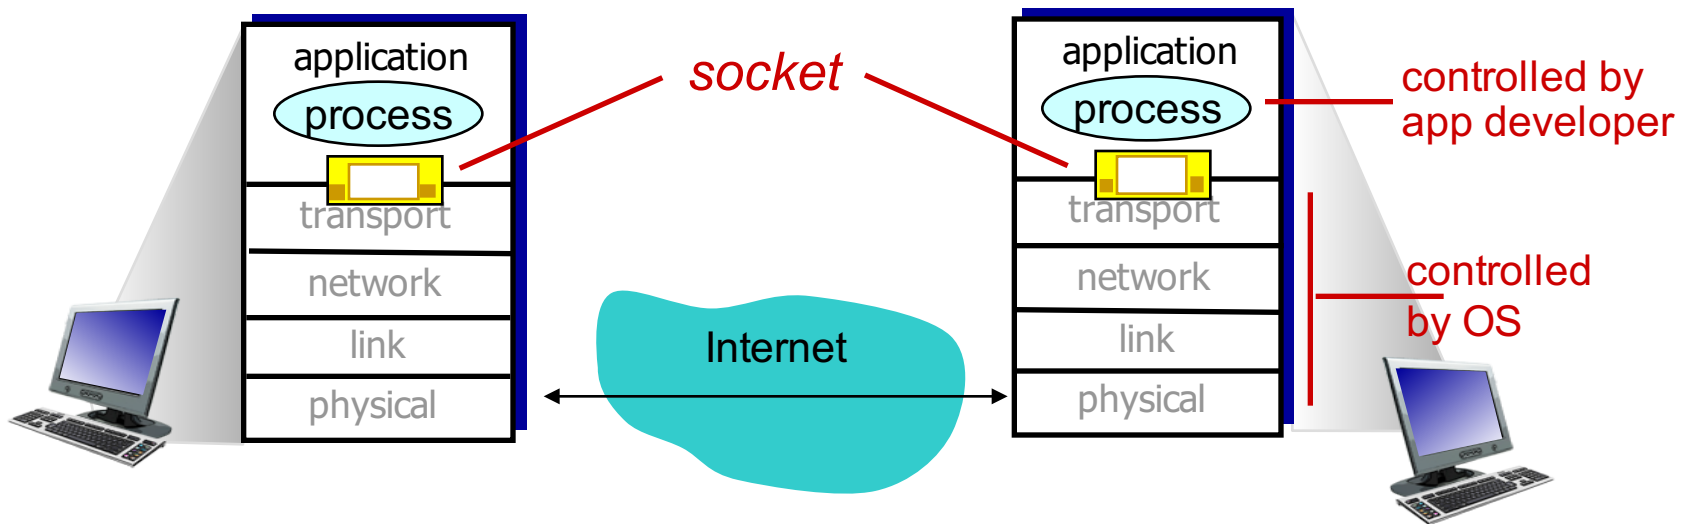 application
process
transport
network
link
physical
socket
Internet
application
process
transport
network
link
physical
controlled by
app developer
controlled
by OS